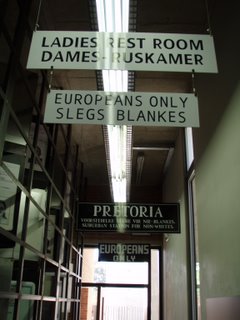 LADIES REST ROOM
DAMES-RUSKAMER
EUROPEANS ONLY
SLEGS BLANKES
PRETORIA
VOORSTEDELIKE STASIE VIR NIE-BLANKES
SUBURBAN STATION FOR NON-WHITES
EUROPEANS
ONLY